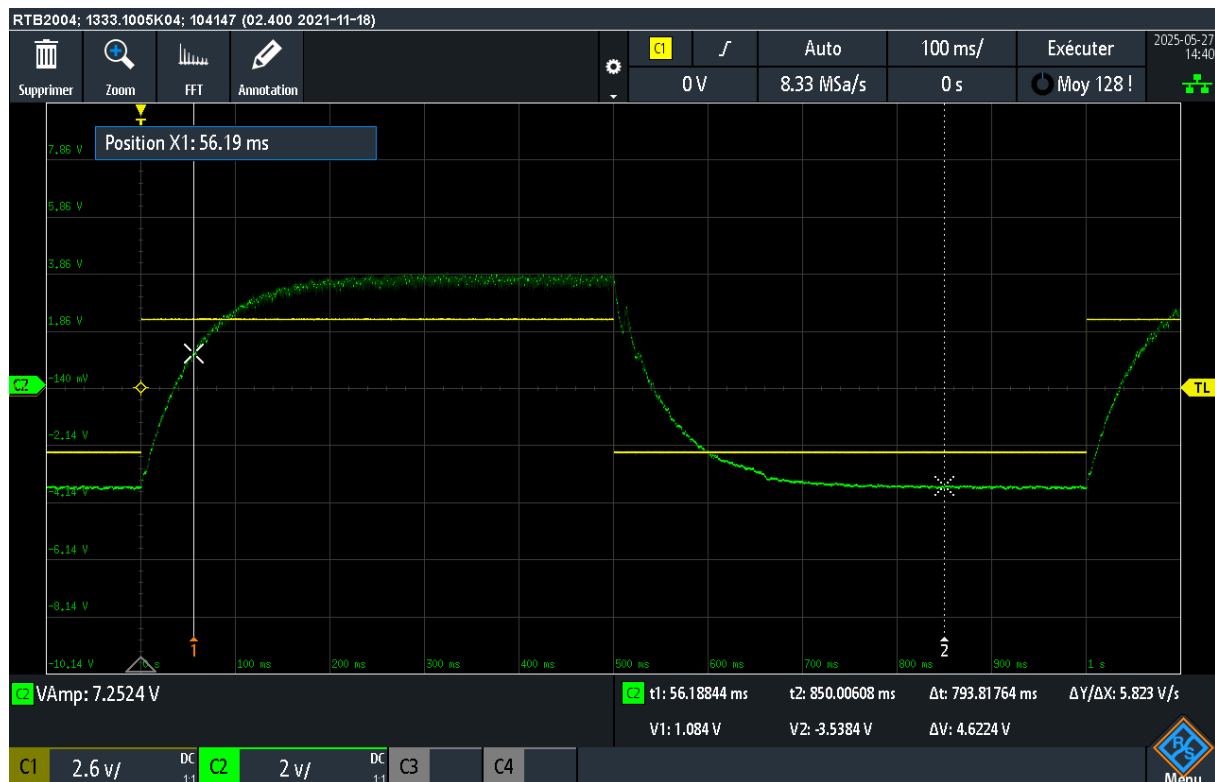 RTB2004; 1333.1005K04; 104147 (02.400 2021-11-18)
Supprimer Zoom FFT Annotation
C1 Auto 100 ms/ Exécuter 2025-05-27
14:40
0 V 8.33 MSa/s 0 s Moy 128 !
T
Position X1: 56.19 ms
7,86 V
5,86 V
3,86 V
1,86 V
C2 -140 mV TL
-2,14 V
-4,14 V
-6,14 V
-8,14 V
1 2
-10,14 V 0 s 100 ms 200 ms 300 ms 400 ms 500 ms 600 ms 700 ms 800 ms 900 ms 1 s
C2 VAmp: 7.2524 V
C2 t1: 56.18844 ms t2: 850.00608 ms Δt: 793.81764 ms ΔY/ΔX: 5.823 V/s
V1: 1.084 V V2: -3.5384 V ΔV: 4.6224 V
C1 2.6 V/ DC 1:1 C2 2 V/ DC 1:1 C3 C4 R/S Menu